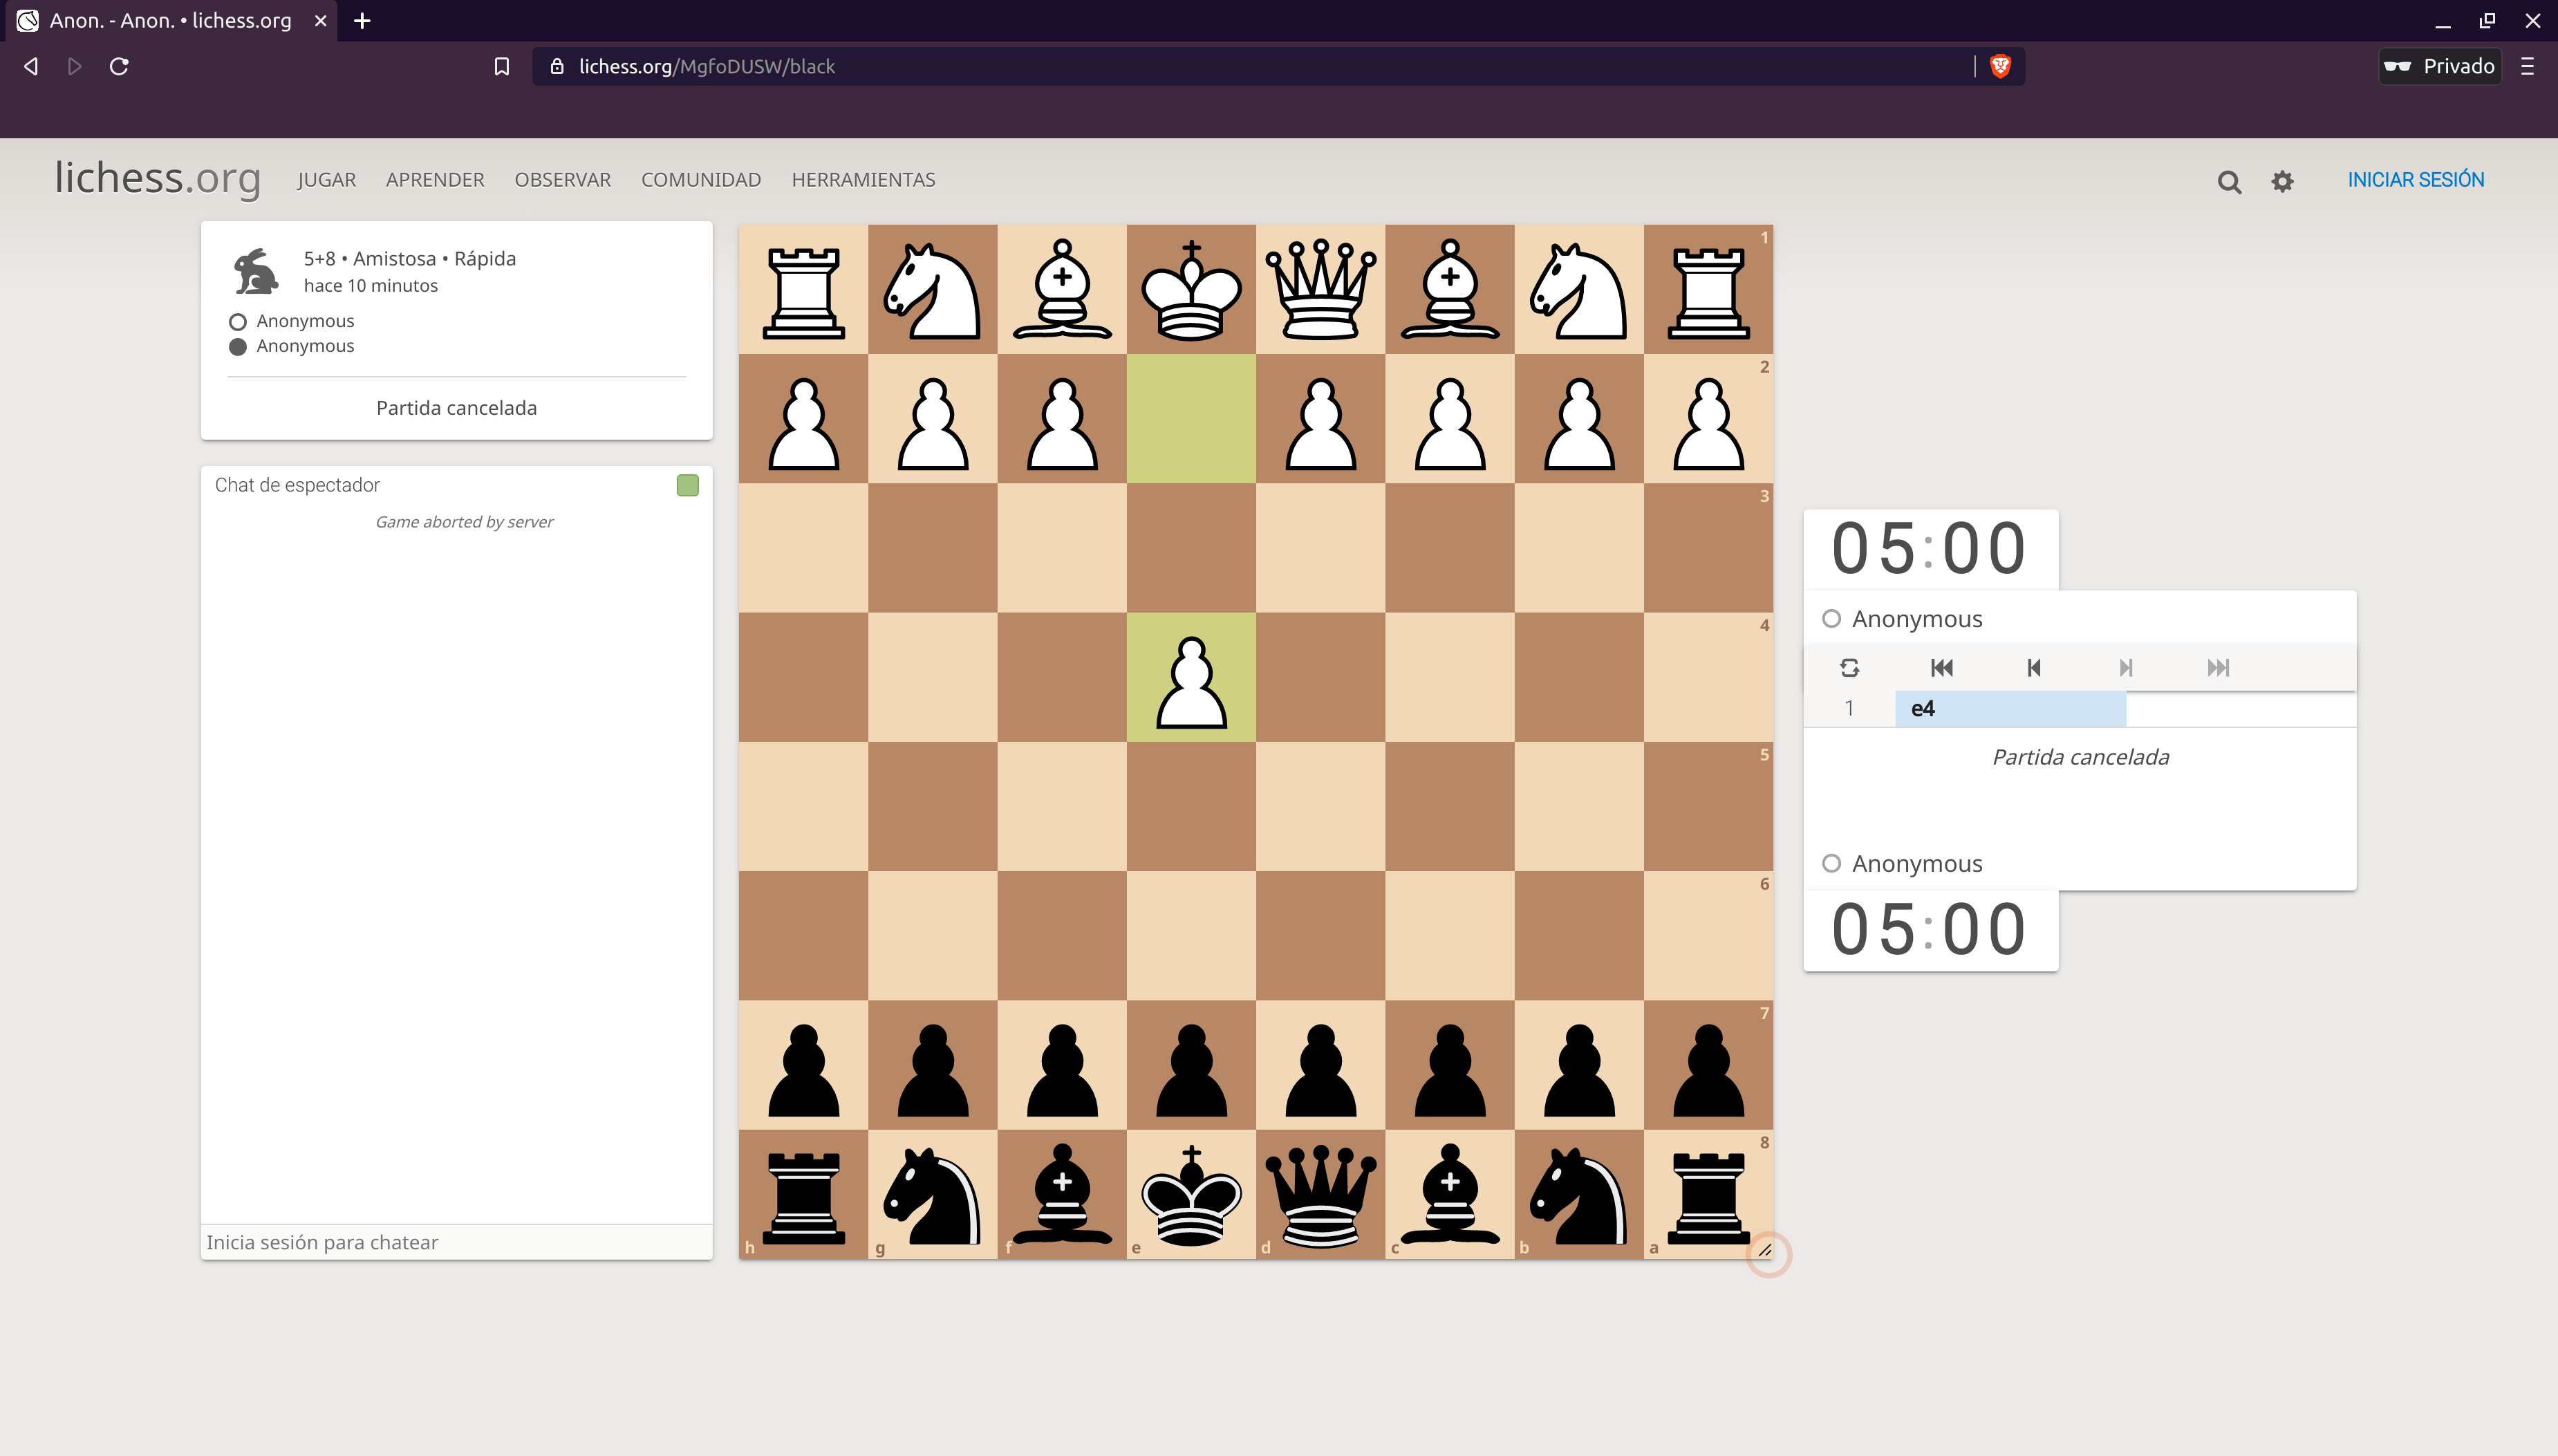 Anon. - Anon. • lichess.org
lichess.org/MgfoDUSW/black
Privado
lichess.org
JUGAR
APRENDER
OBSERVAR
COMUNIDAD
HERRAMIENTAS
INICIAR SESIÓN
5+8 • Amistosa • Rápida
hace 10 minutos
Anonymous
Anonymous
Partida cancelada
Chat de espectador
Game aborted by server
Inicia sesión para chatear
1
2
3
4
5
6
7
8
h
g
f
e
d
c
b
a
05:00
Anonymous
1 e4
Partida cancelada
Anonymous
05:00